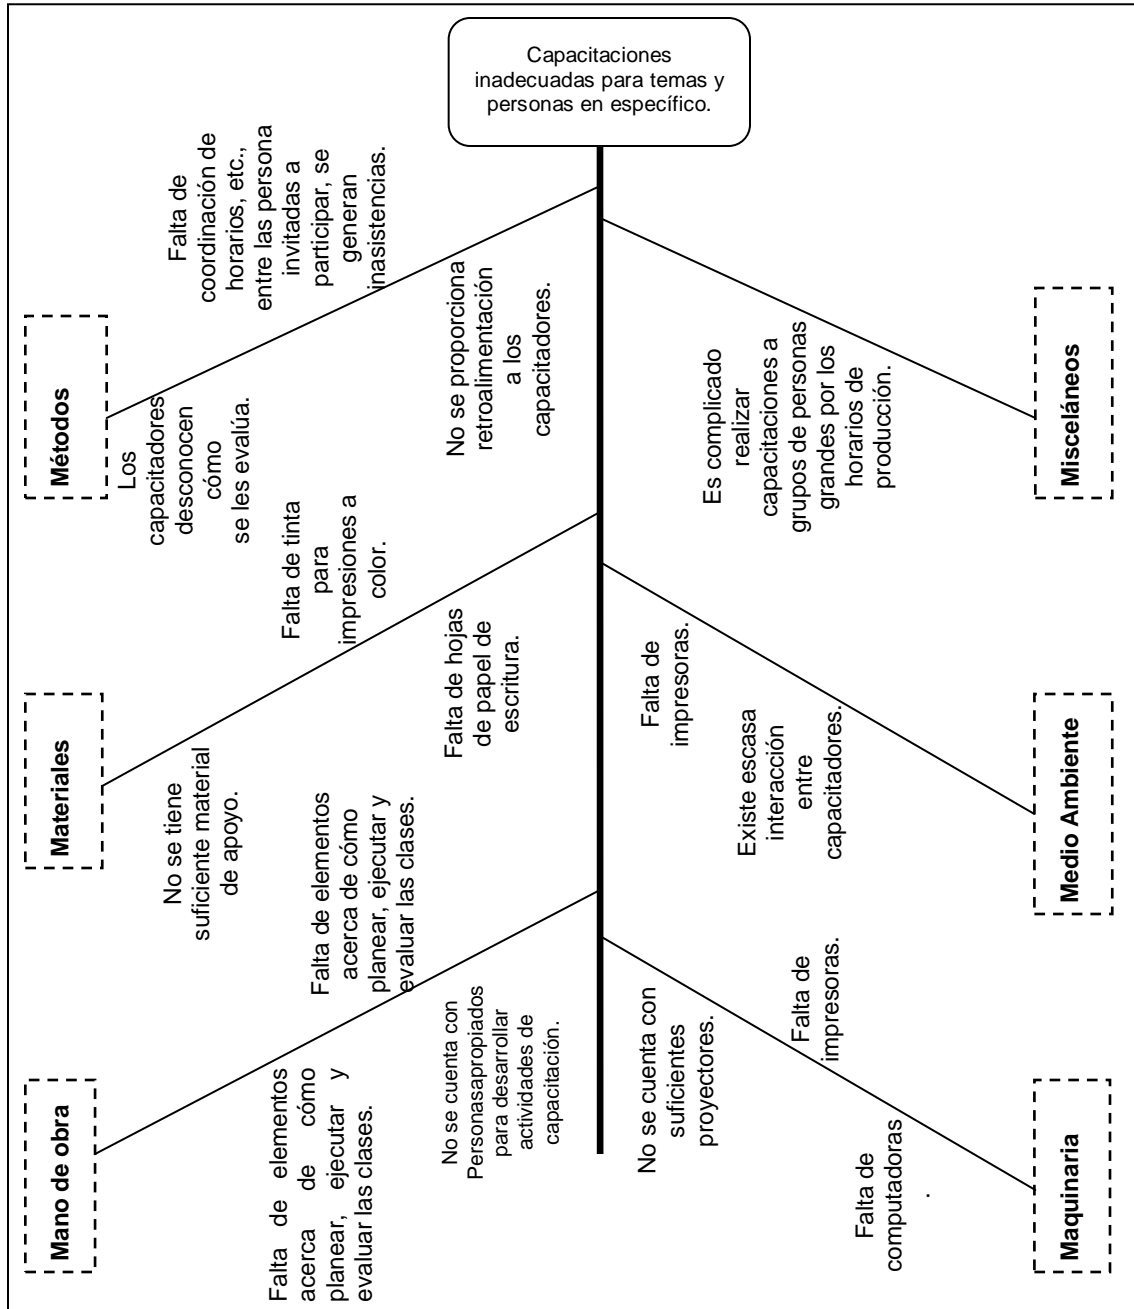 Capacitaciones
inadecuadas para temas y
personas en específico.
Métodos
Falta de
coordinación de
horarios, etc.,
entre las persona
invitadas a
participar, se
generan
inasistencias.
Los
capacitadores
desconocen
cómo
se les evalúa.
No se proporciona
retroalimentación
a los
capacitadores.
Materiales
Falta de tinta
para
impresiones a
color.
No se tiene
suficiente material
de apoyo.
Falta de hojas
de papel de
escritura.
Mano de obra
Falta de elementos
acerca de cómo
planear, ejecutar y
evaluar las clases.
Falta de elementos
acerca de cómo
planear, ejecutar y
evaluar las clases.
No se cuenta con
Personasapropiados
para desarrollar
actividades de
capacitación.
Misceláneos
Es complicado
realizar
capacitaciones a
grupos de personas
grandes por los
horarios de
producción.
Medio Ambiente
Falta de
impresoras.
Existe escasa
interacción
entre
capacitadores.
Maquinaria
No se cuenta con
suficientes
proyectores.
Falta de
impresoras.
Falta de
computadoras
.